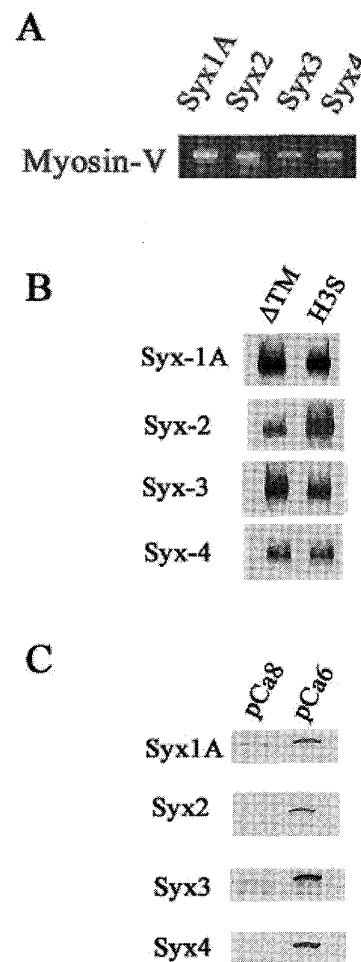 A
Syx1A Syx2 Syx3 Syx4
Myosin-V
B
ΔTM H3S
Syx-1A
Syx-2
Syx-3
Syx-4
C
pCa8 pCa6
Syx1A
Syx2
Syx3
Syx4